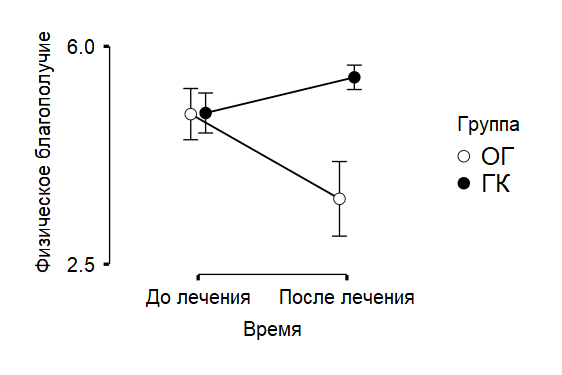 Физическое благополучие
6.0
2.5
До лечения
После лечения
Время
Группа
ОГ
ГК